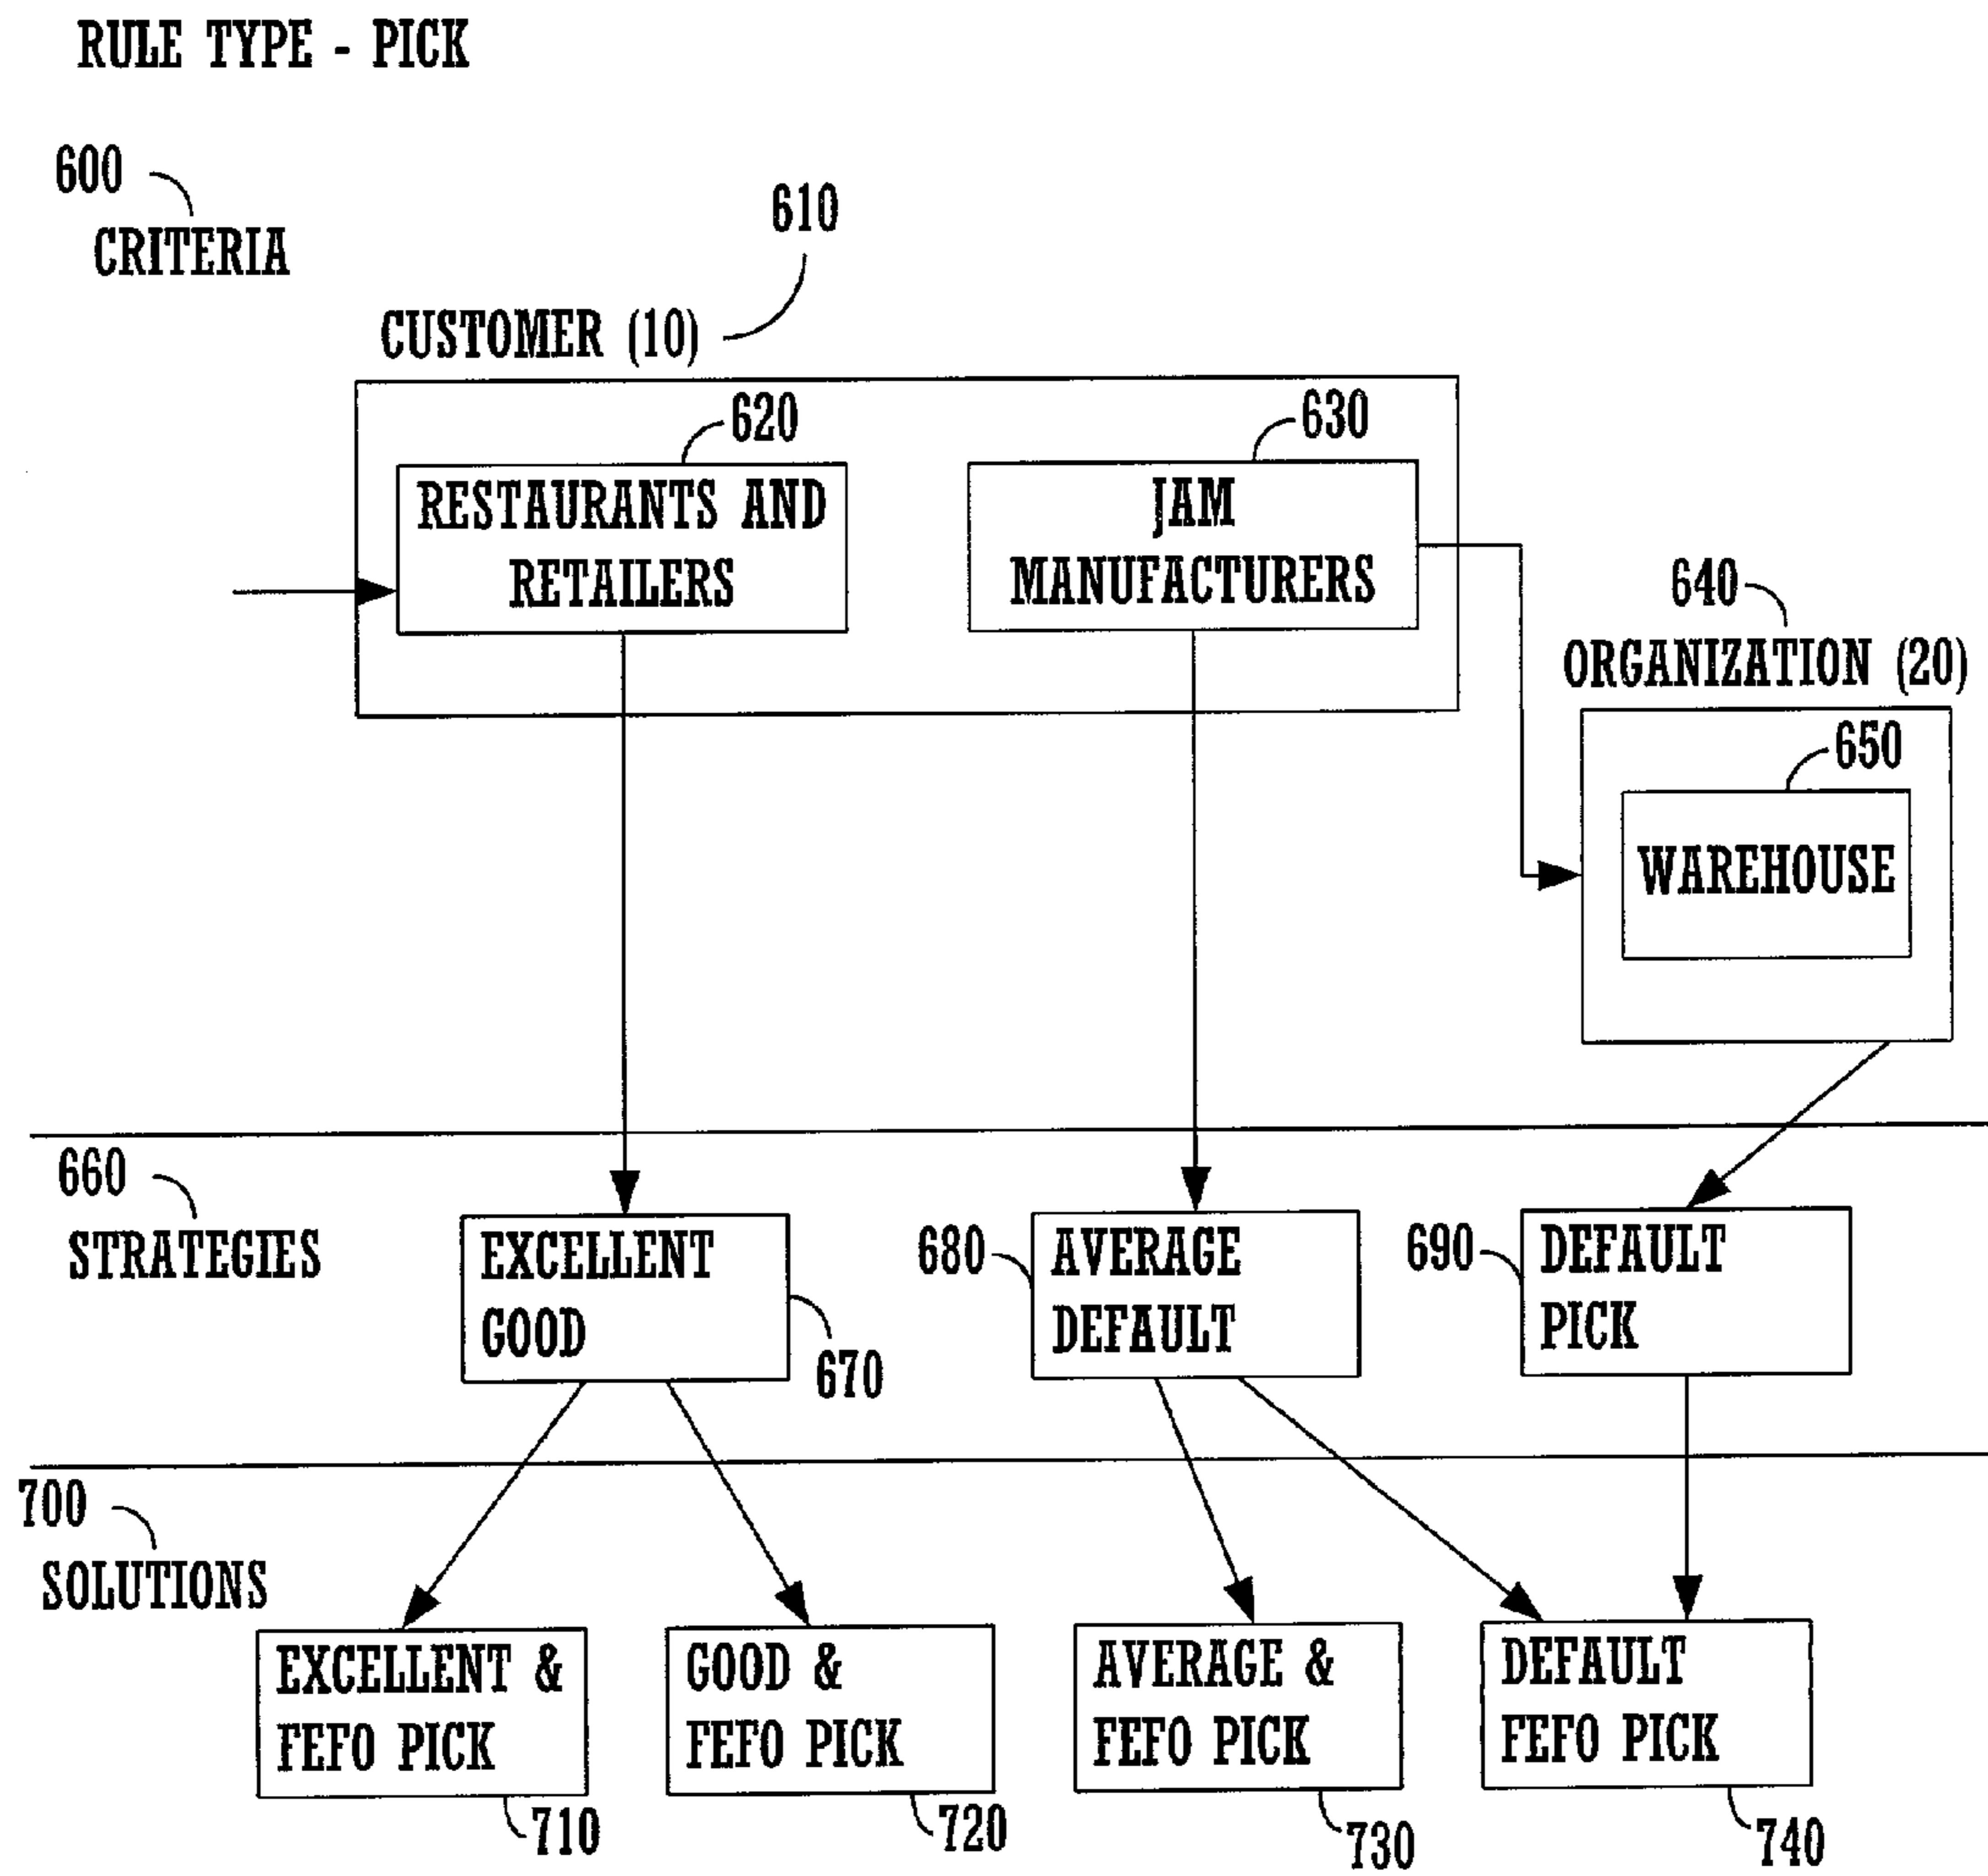 RULE TYPE - PICK
600
CRITERIA
610
CUSTOMER (10)
620
630
RESTAURANTS AND
RETAILERS
JAM
MANUFACTURERS
640
ORGANIZATION (20)
650
WAREHOUSE
660
STRATEGIES
EXCELLENT
GOOD
670
680
AVERAGE
DEFAULT
690
DEFAULT
PICK
700
SOLUTIONS
EXCELLENT &
FEFO PICK
710
GOOD &
FEFO PICK
720
AVERAGE &
FEFO PICK
730
DEFAULT
FEFO PICK
740